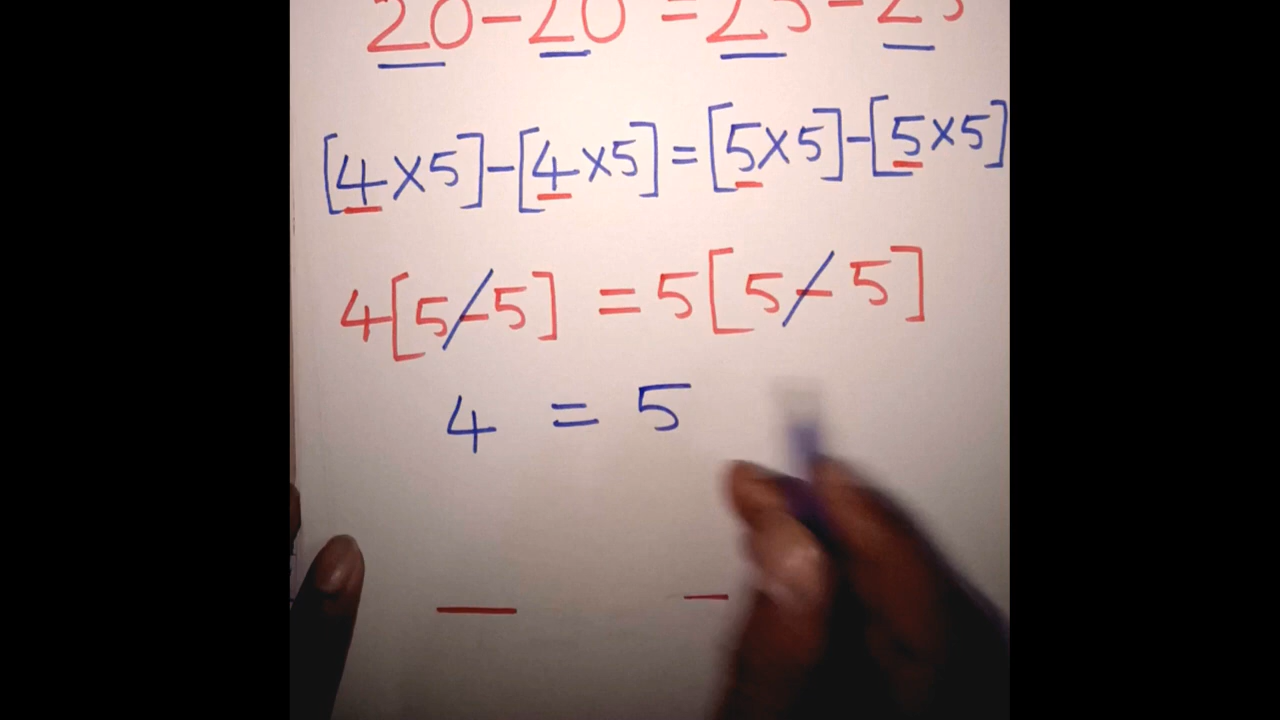 20-20 = 25-25
[4×5]-[4×5]=[5×5]-[5×5]
4[5-5] = 5[5-5]
4 = 5